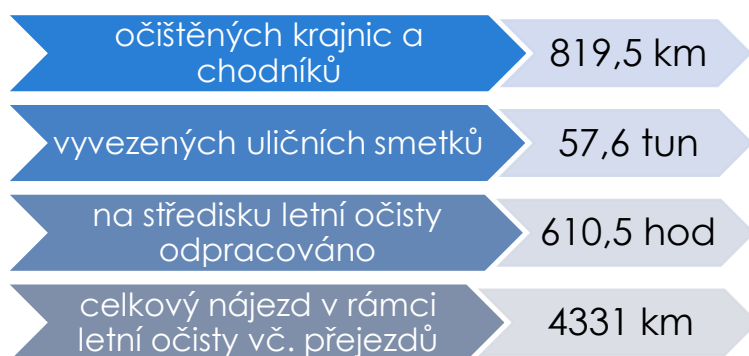 očištěných krajnic a
chodníků
819,5 km
vyvezených uličních smetků
57,6 tun
na středisku letní očisty
odpracováno
610,5 hod
celkový nájezd v rámci
letní očisty vč. přejezdů
4331 km